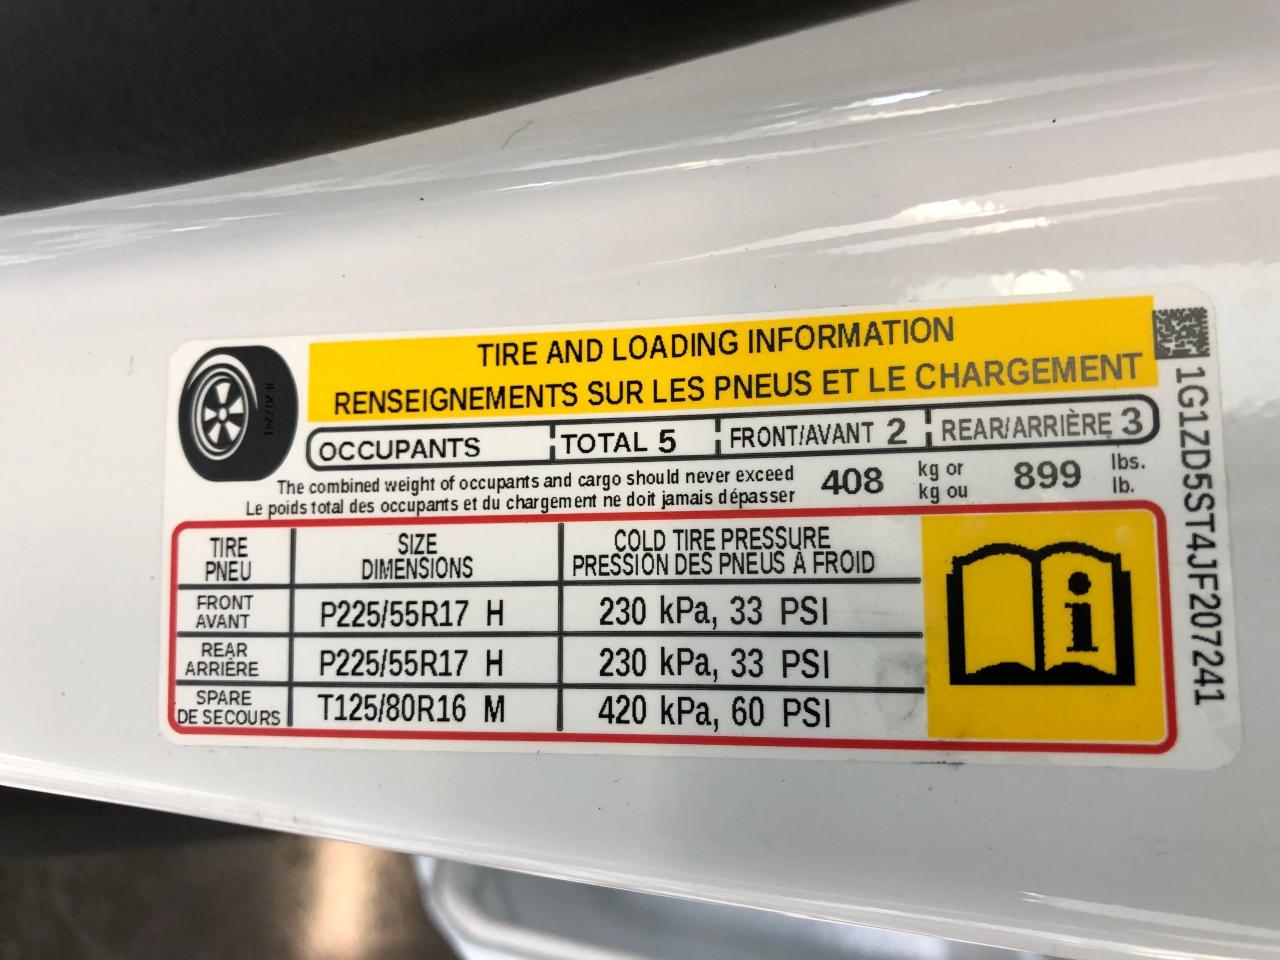 TIRE AND LOADING INFORMATION
RENSEIGNEMENTS SUR LES PNEUS ET LE CHARGEMENT
OCCUPANTS TOTAL 5 FRONT/AVANT 2 REAR/ARRIÈRE 3
The combined weight of occupants and cargo should never exceed 408 kg or 899 lbs.
Le poids total des occupants et du chargement ne doit jamais dépasser kg ou lb.
TIRE SIZE COLD TIRE PRESSURE
PNEU DIMENSIONS PRESSION DES PNEUS À FROID
FRONT
AVANT P225/55R17 H 230 kPa, 33 PSI
REAR
ARRIÈRE P225/55R17 H 230 kPa, 33 PSI
SPARE
DE SECOURS T125/80R16 M 420 kPa, 60 PSI
i
1G1ZD5ST4JF207241